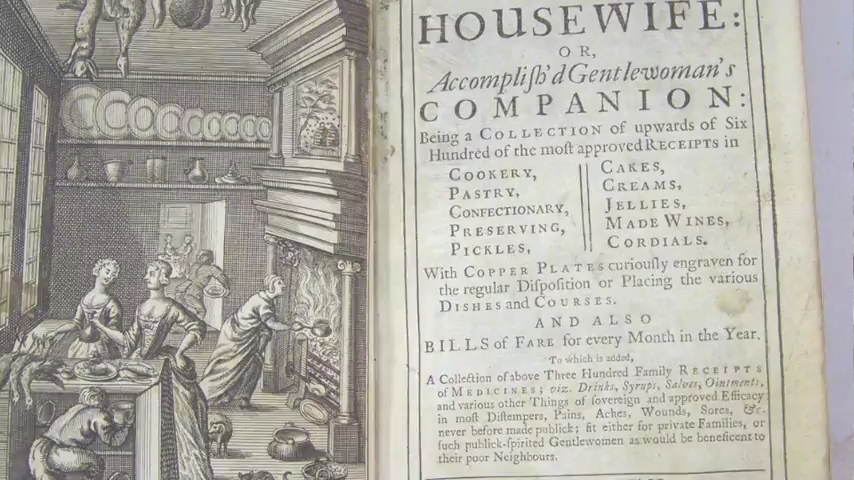 HOUSEWIFE:
OR,
Accompliſh'd Gentlewoman's
COMPANION:
Being a COLLECTION of upwards of Six
Hundred of the moſt approved RECEIPTS in
COOKERY,
PASTRY,
CONFECTIONARY,
PRESERVING,
PICKLES,
CAKES,
CREAMS,
JELLIES,
MADE WINES,
CORDIALS.
With COPPER PLATES curiouſly engraven for
the regular Diſpoſition or Placing the various
DISHES and COURSES.
AND ALSO
BILLS of FARE for every Month in the Year.
To which is added,
A Collection of above Three Hundred Family RECEIPTS
of MEDICINES; viz. Drinks, Syrups, Salves, Ointments,
and various other Things of ſovereign and approved Efficacy
in moſt Diſtempers, Pains, Aches, Wounds, Sores, &c.
never before made publick; fit either for private Families, or
ſuch publick-ſpirited Gentlewomen as would be beneficent to
their poor Neighbours.